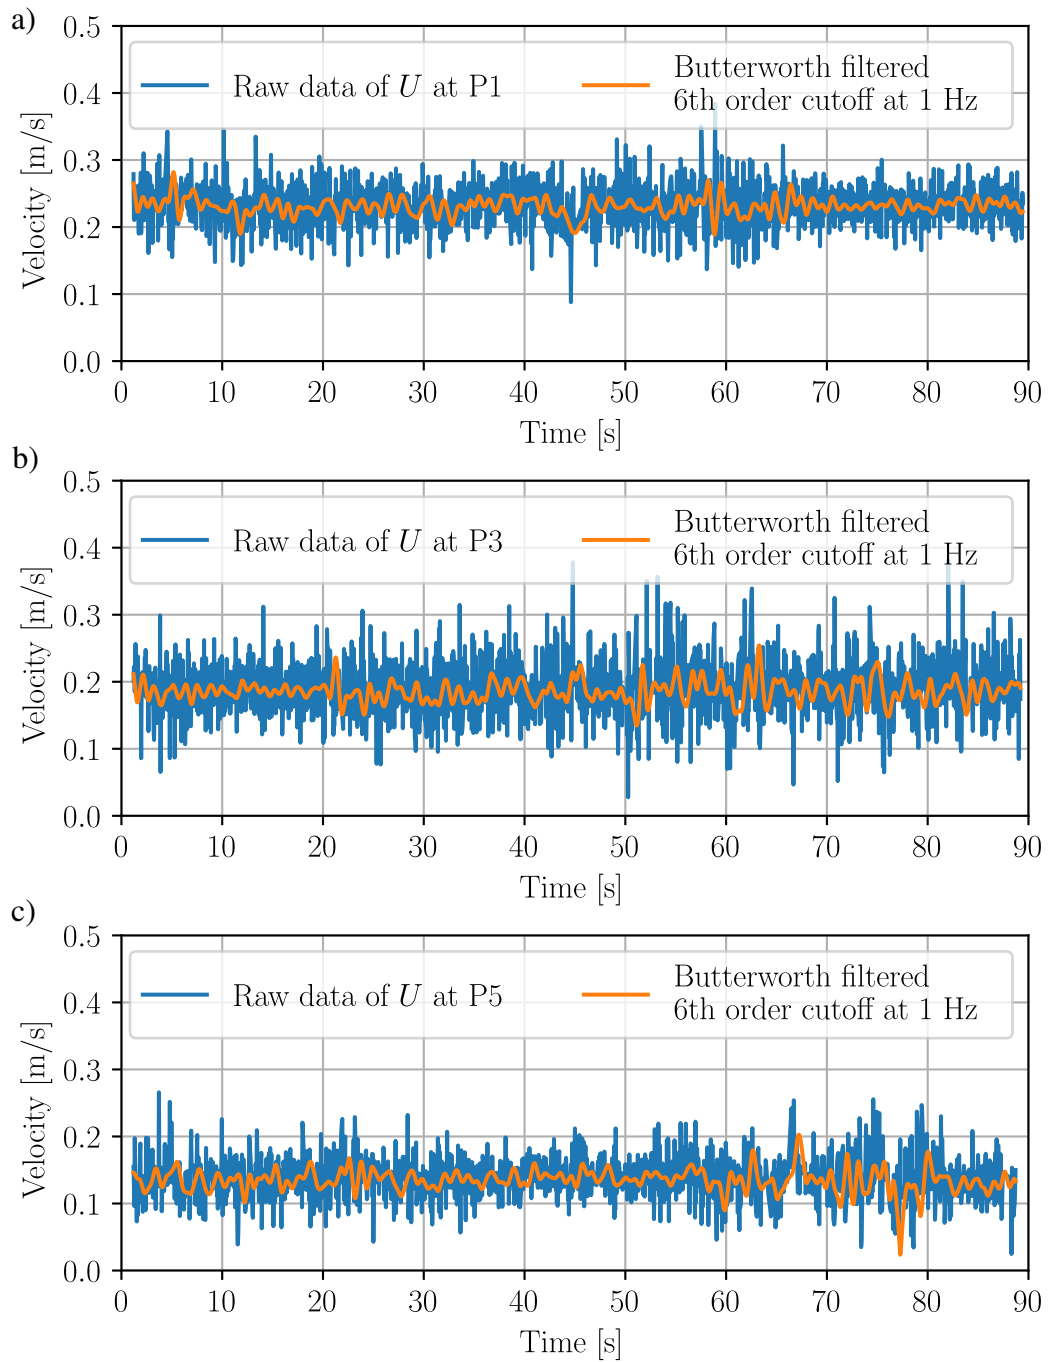 a)
0.5
0.4
0.3
0.2
0.1
0.0
Velocity [m/s]
Raw data of U at P1
Butterworth filtered
6th order cutoff at 1 Hz
0 10 20 30 40 50 60 70 80 90
Time [s]
b)
0.5
0.4
0.3
0.2
0.1
0.0
Velocity [m/s]
Raw data of U at P3
Butterworth filtered
6th order cutoff at 1 Hz
0 10 20 30 40 50 60 70 80 90
Time [s]
c)
0.5
0.4
0.3
0.2
0.1
0.0
Velocity [m/s]
Raw data of U at P5
Butterworth filtered
6th order cutoff at 1 Hz
0 10 20 30 40 50 60 70 80 90
Time [s]